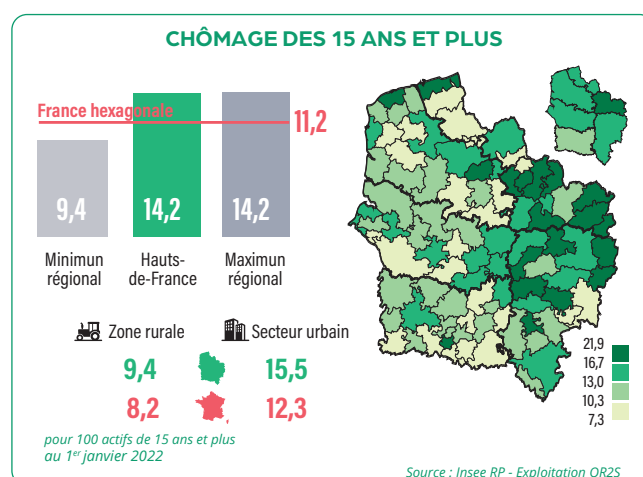 CHÔMAGE DES 15 ANS ET PLUS
France hexagonale
11,2
9,4
14,2
14,2
Minimun
régional
Hauts-
de-France
Maximun
régional
Zone rurale
Secteur urbain
9,4
15,5
8,2
12,3
pour 100 actifs de 15 ans et plus
au 1er janvier 2022
21,9
16,7
13,0
10,3
7,3
Source : Insee RP - Exploitation OR2S